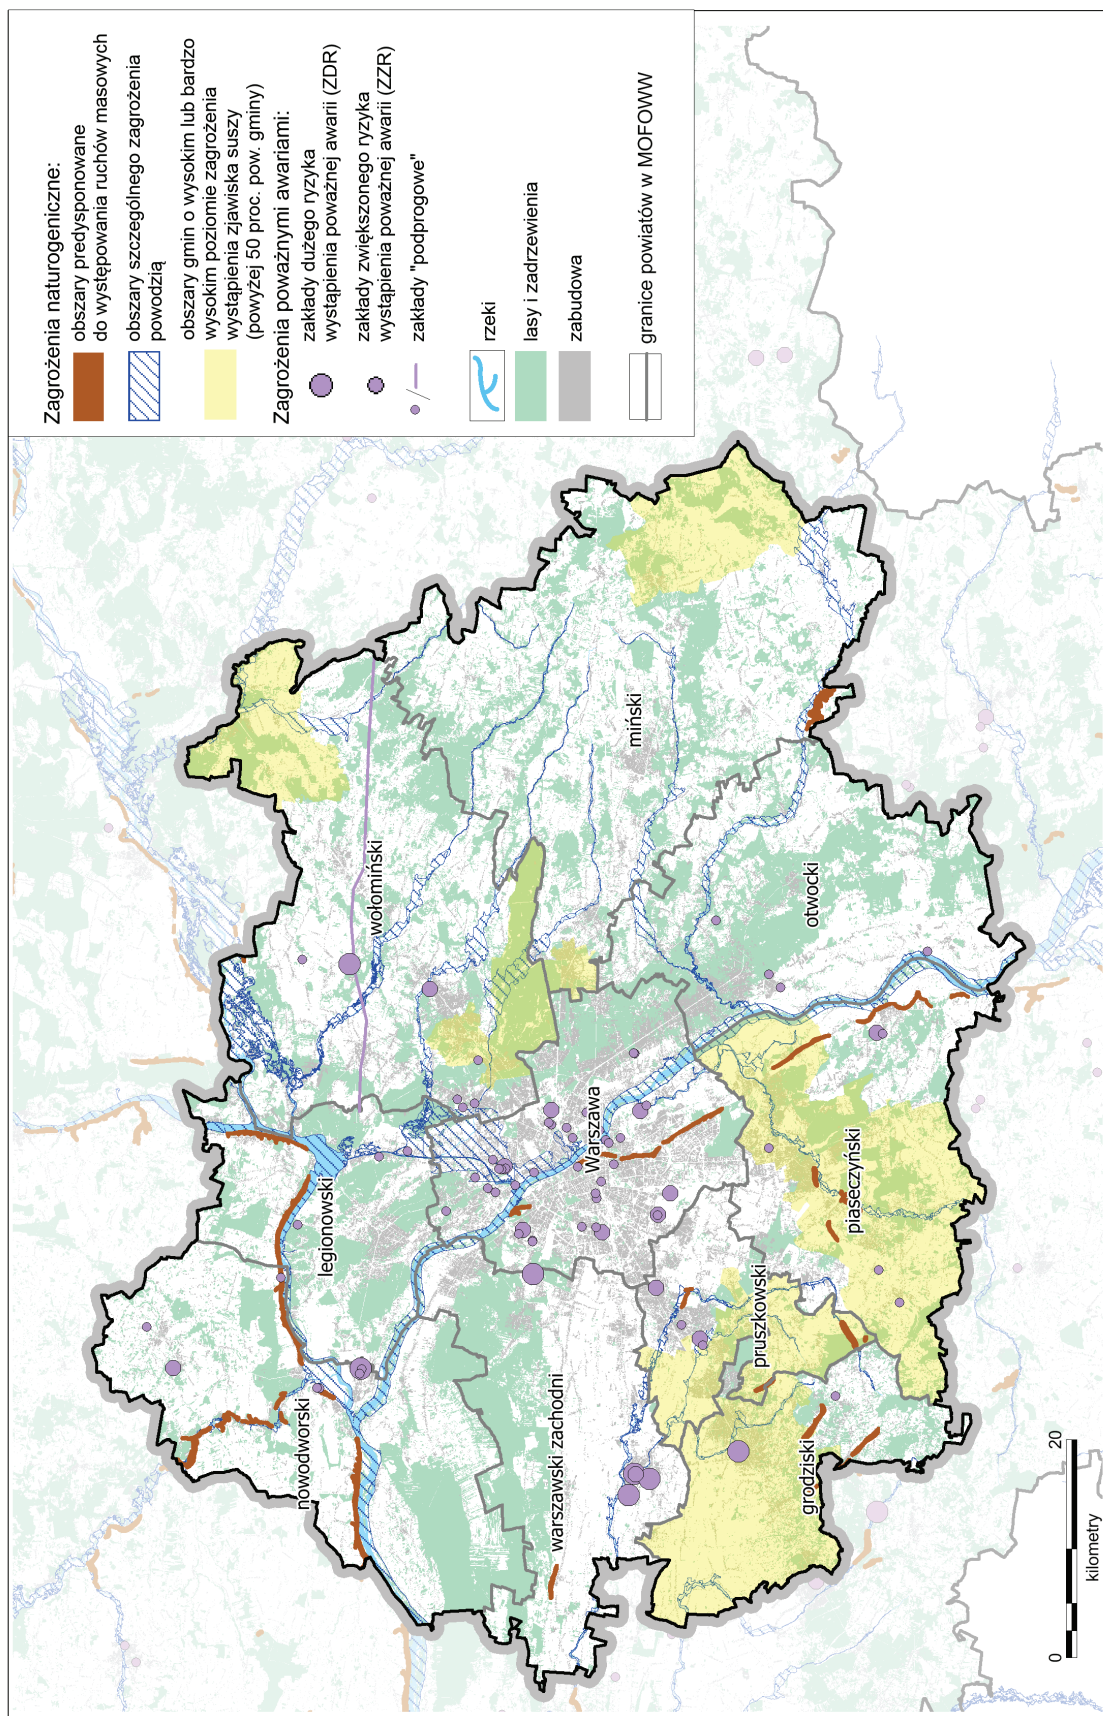 Zagrożenia naturogeniczne:
obszary predysponowane
do występowania ruchów masowych
obszary szczególnego zagrożenia
powodzią
obszary gmin o wysokim lub bardzo
wysokim poziomie zagrożenia
wystąpienia zjawiska suszy
(powyżej 50 proc. pow. gminy)
Zagrożenia poważnymi awariami:
zakłady dużego ryzyka
wystąpienia poważnej awarii (ZDR)
zakłady zwiększonego ryzyka
wystąpienia poważnej awarii (ZZR)
/
zakłady "podprogowe"
rzeki
lasy i zadrzewienia
zabudowa
granice powiatów w MOFOWW
nowodworski
legionowski
wołomiński
warszawski zachodni
Warszawa
miński
pruszkowski
grodziski
piaseczyński
otwocki
0
20
kilometry